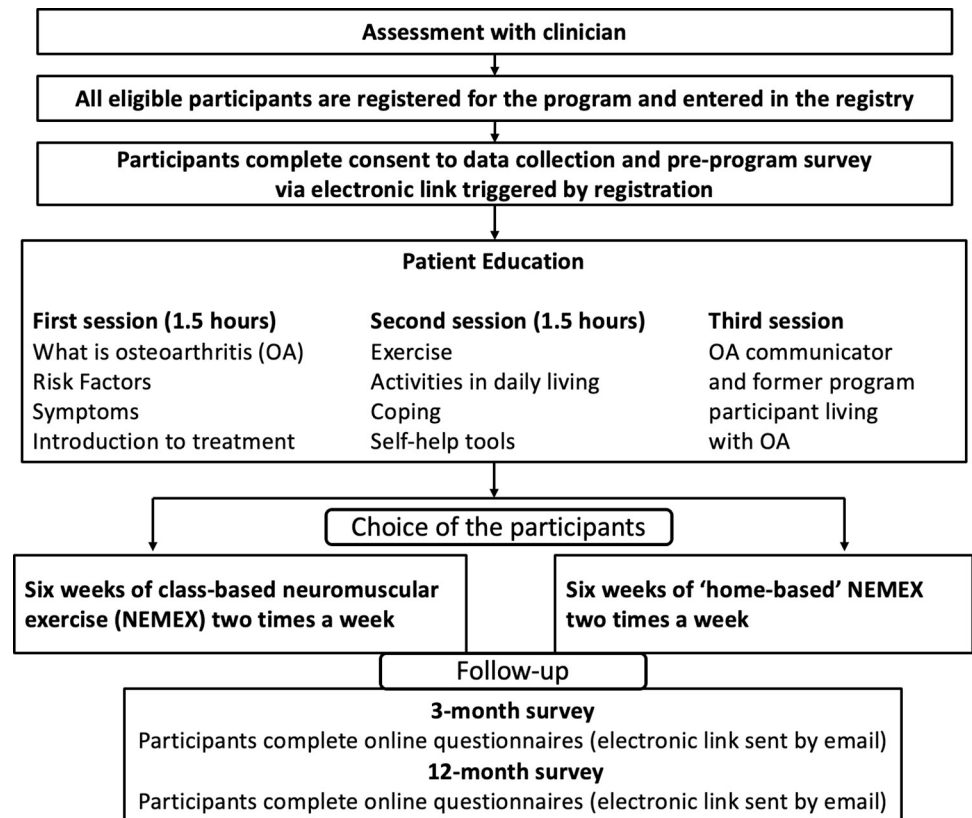 Assessment with clinician
All eligible participants are registered for the program and entered in the registry
Participants complete consent to data collection and pre-program survey
via electronic link triggered by registration
Patient Education
First session (1.5 hours)
What is osteoarthritis (OA)
Risk Factors
Symptoms
Introduction to treatment
Second session (1.5 hours)
Exercise
Activities in daily living
Coping
Self-help tools
Third session
OA communicator
and former program
participant living
with OA
Choice of the participants
Six weeks of class-based neuromuscular
exercise (NEMEX) two times a week
Six weeks of ‘home-based’ NEMEX
two times a week
Follow-up
3-month survey
Participants complete online questionnaires (electronic link sent by email)
12-month survey
Participants complete online questionnaires (electronic link sent by email)